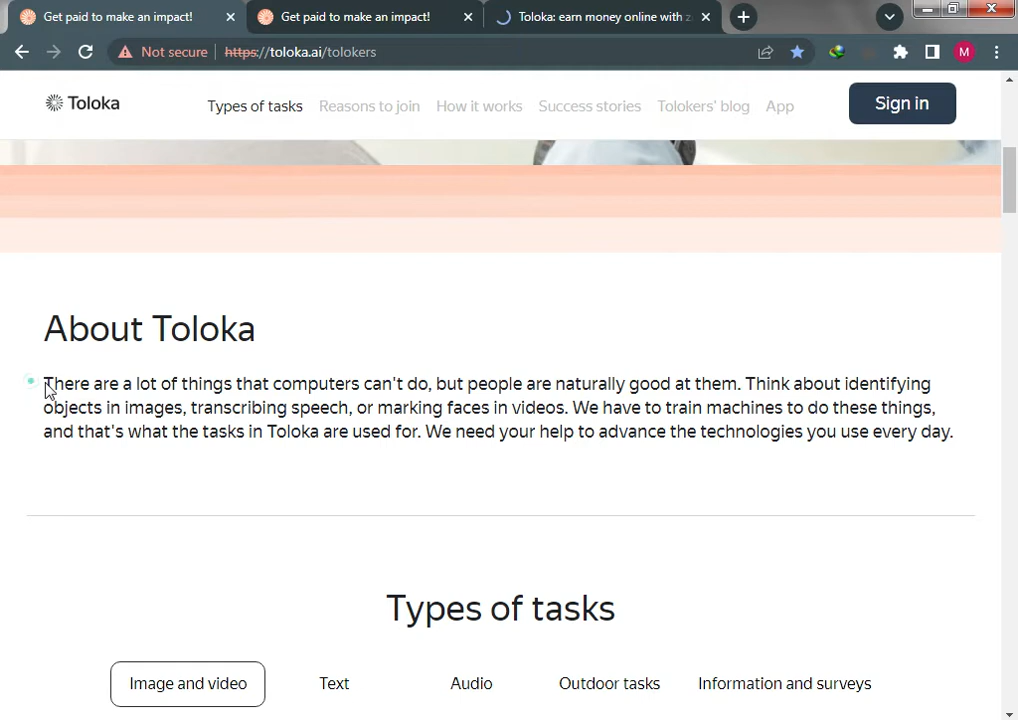 Get paid to make an impact!
Get paid to make an impact!
Toloka: earn money online with
Not secure
https://toloka.ai/tolokers
M
Toloka
Types of tasks
Reasons to join
How it works
Success stories
Tolokers' blog
App
Sign in
About Toloka
There are a lot of things that computers can't do, but people are naturally good at them. Think about identifying
objects in images, transcribing speech, or marking faces in videos. We have to train machines to do these things,
and that's what the tasks in Toloka are used for. We need your help to advance the technologies you use every day.
Types of tasks
Image and video
Text
Audio
Outdoor tasks
Information and surveys